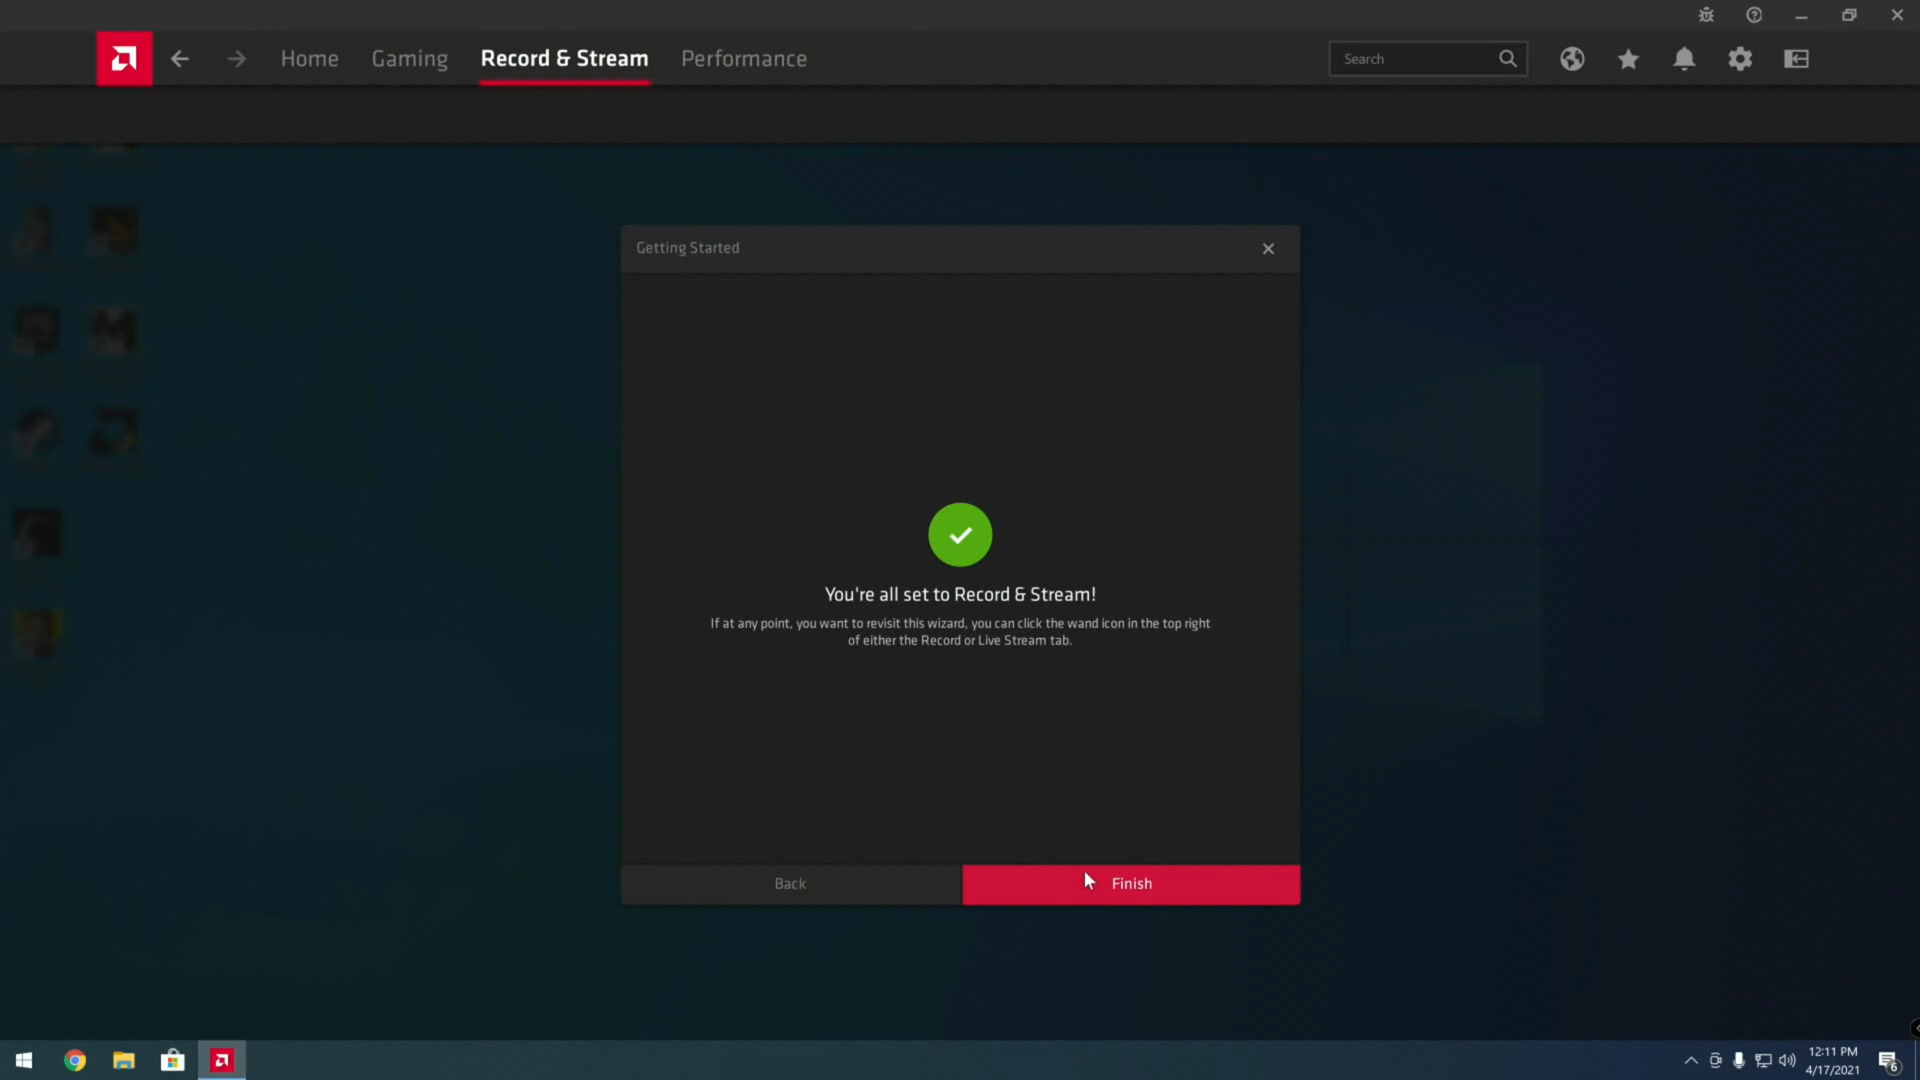 Home
Gaming
Record & Stream
Performance
Search
Getting Started
You're all set to Record & Stream!
If at any point, you want to revisit this wizard, you can click the wand icon in the top right
of either the Record or Live Stream tab.
Back
Finish
12:11 PM
4/17/2021
6